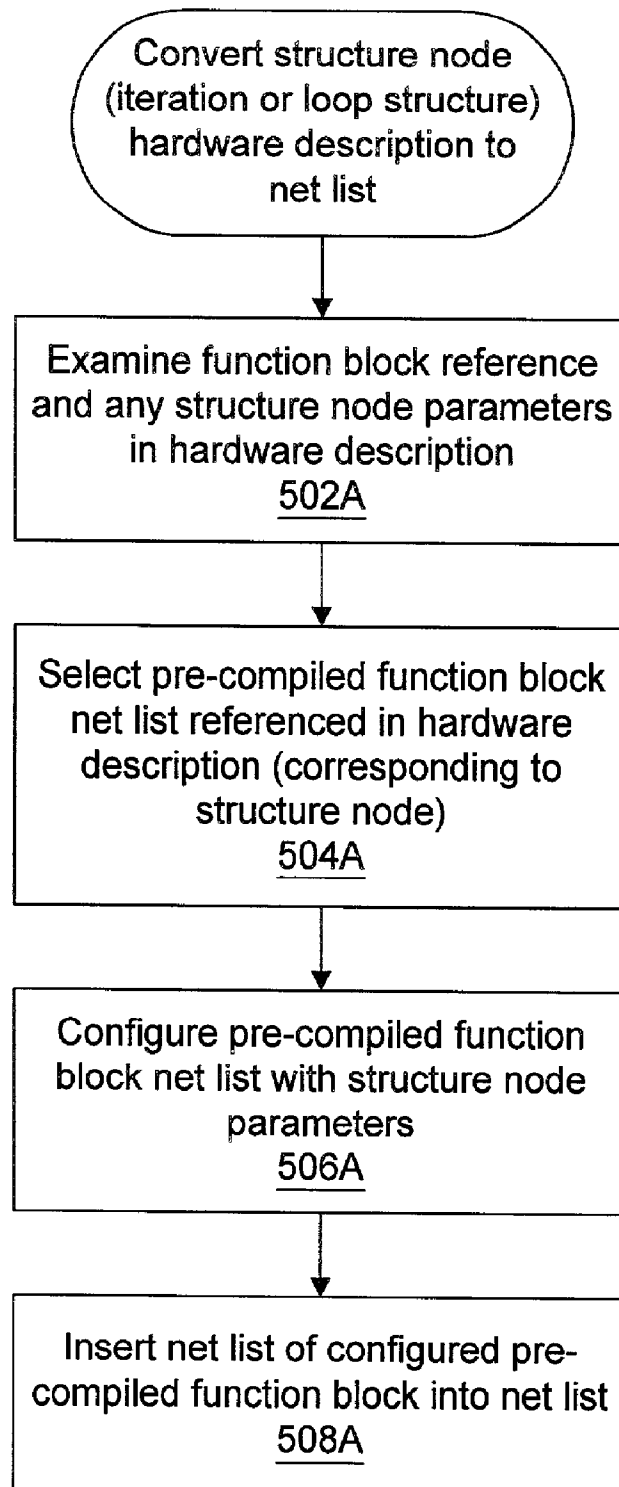 Convert structure node
(iteration or loop structure)
hardware description to
net list
Examine function block reference
and any structure node parameters
in hardware description
502A
Select pre-compiled function block
net list referenced in hardware
description (corresponding to
structure node)
504A
Configure pre-compiled function
block net list with structure node
parameters
506A
Insert net list of configured pre-
compiled function block into net list
508A